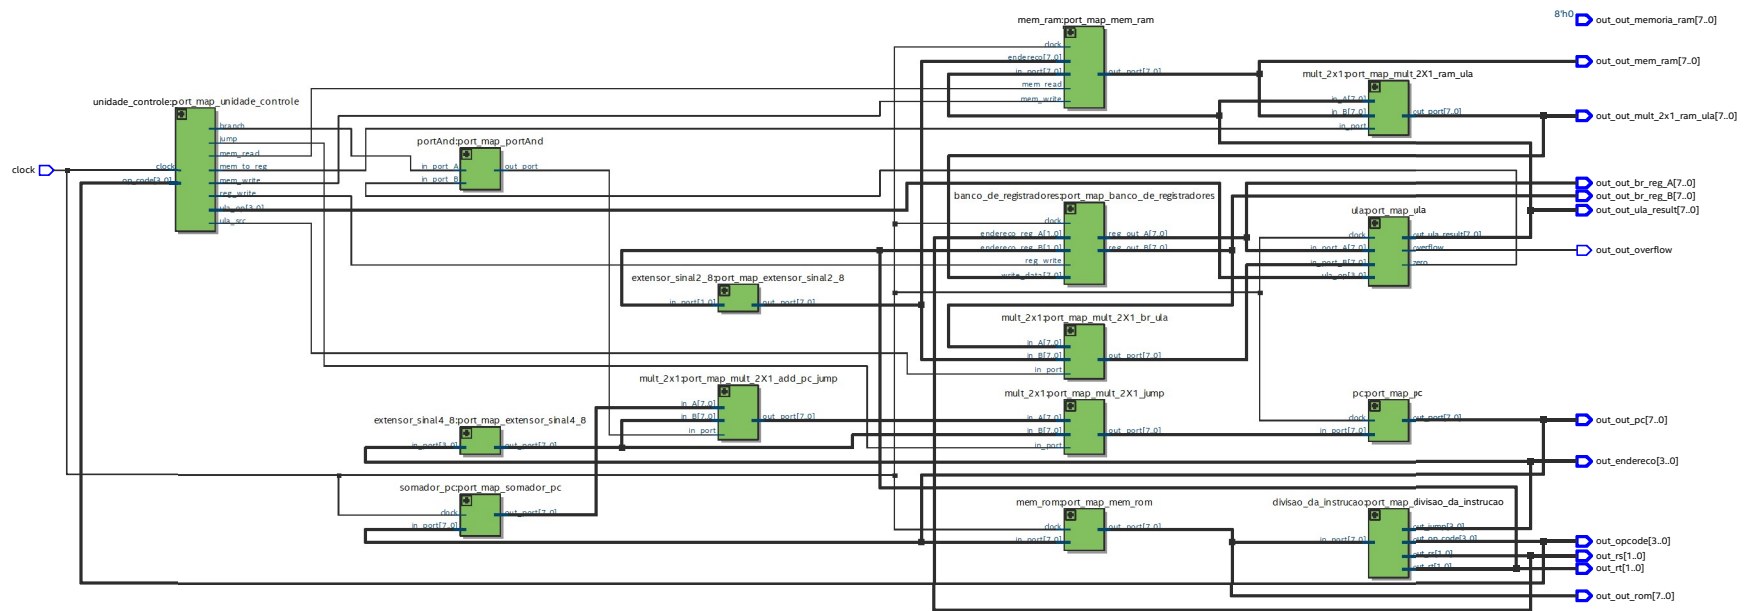 8'h0
out_out_memoria_ram[7..0]
mem_ram:port_map_mem_ram
clock
endereco[7..0]
in_port[7..0]
mem_read
mem_write
out_port[7..0]
out_out_mem_ram[7..0]
mult_2x1:port_map_mult_2X1_ram_ula
in_A[7..0]
in_B[7..0]
in_port
out_port[7..0]
out_out_mult_2x1_ram_ula[7..0]
unidade_controle:port_map_unidade_controle
clock
op_code[3..0]
branch
jump
mem_read
mem_to_reg
mem_write
reg_write
ula_op[3..0]
ula_src
clock
portAnd:port_map_portAnd
in_port_A
in_port_B
out_port
banco_de_registradores:port_map_banco_de_registradores
clock
endereco_reg_A[1..0]
endereco_reg_B[1..0]
reg_write
write_data[7..0]
reg_out_A[7..0]
reg_out_B[7..0]
out_out_br_reg_A[7..0]
out_out_br_reg_B[7..0]
out_out_ula_result[7..0]
ula:port_map_ula
clock
in_port_A[7..0]
in_port_B[7..0]
ula_op[3..0]
out_ula_result[7..0]
overflow
zero
out_out_overflow
extensor_sinal2_8:port_map_extensor_sinal2_8
in_port[1..0]
out_port[7..0]
mult_2x1:port_map_mult_2X1_br_ula
in_A[7..0]
in_B[7..0]
in_port
out_port[7..0]
mult_2x1:port_map_mult_2X1_add_pc_jump
in_A[7..0]
in_B[7..0]
in_port
out_port[7..0]
mult_2x1:port_map_mult_2X1_jump
in_A[7..0]
in_B[7..0]
in_port
out_port[7..0]
pc:port_map_pc
clock
in_port[7..0]
out_port[7..0]
out_out_pc[7..0]
extensor_sinal4_8:port_map_extensor_sinal4_8
in_port[3..0]
out_port[7..0]
out_endereco[3..0]
somador_pc:port_map_somador_pc
clock
in_port[7..0]
out_port[7..0]
mem_rom:port_map_mem_rom
clock
in_port[7..0]
out_port[7..0]
divisao_da_instrucao:port_map_divisao_da_instrucao
in_port[7..0]
out_jump[3..0]
out_op_code[3..0]
out_rs[1..0]
out_rt[1..0]
out_opcode[3..0]
out_rs[1..0]
out_rt[1..0]
out_out_rom[7..0]